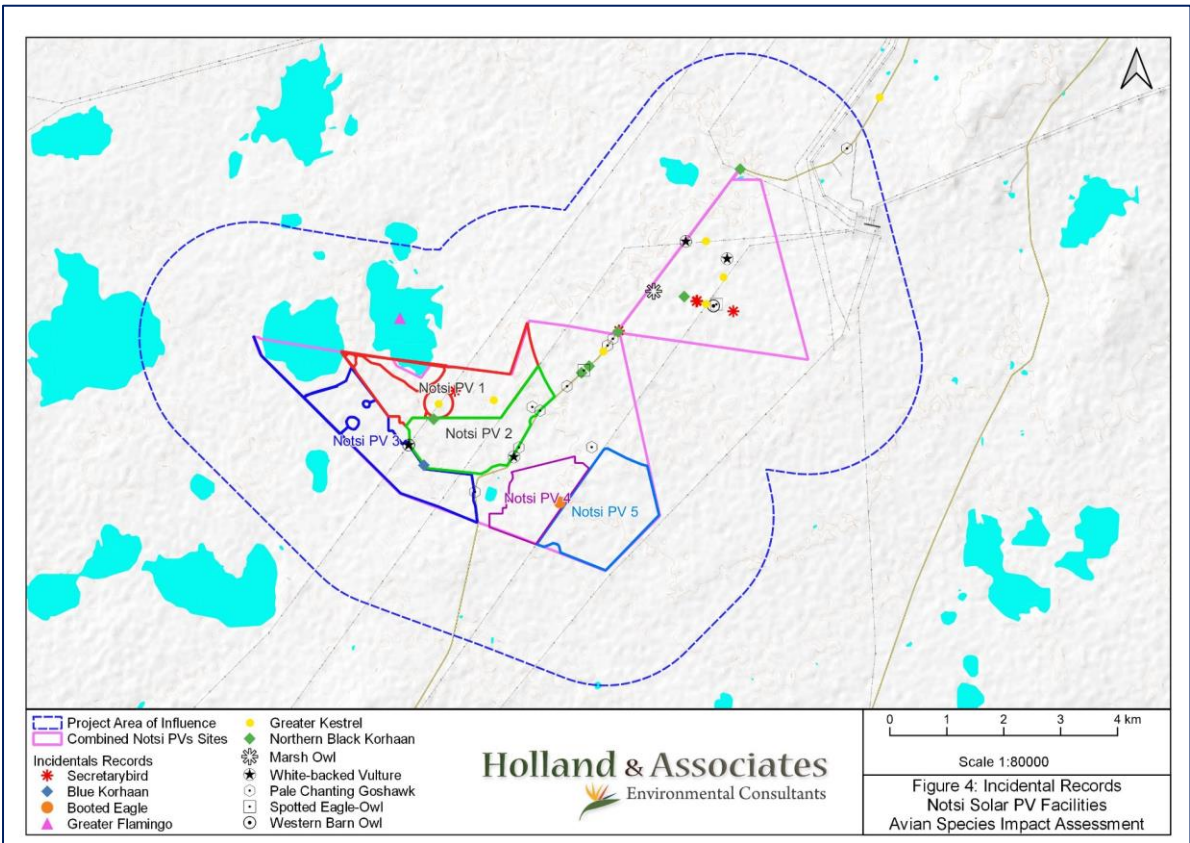 Notsi PV 1
Notsi PV 2
Notsi PV 3
Notsi PV 4
Notsi PV 5
Project Area of Influence
Combined Notsi PVs Sites
Incidentals Records
Secretarybird
Blue Korhaan
Booted Eagle
Greater Flamingo
Greater Kestrel
Northern Black Korhaan
Marsh Owl
White-backed Vulture
Pale Chanting Goshawk
Spotted Eagle-Owl
Western Barn Owl
Holland & Associates
Environmental Consultants
0 1 2 3 4 km
Scale 1:80000
Figure 4: Incidental Records
Notsi Solar PV Facilities
Avian Species Impact Assessment